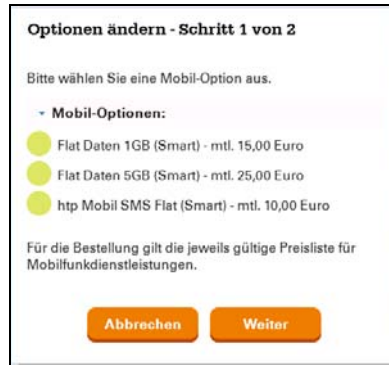 Optionen ändern - Schritt 1 von 2
Bitte wählen Sie eine Mobil-Option aus.
Mobil-Optionen:
Flat Daten 1GB (Smart) - mtl. 15,00 Euro
Flat Daten 5GB (Smart) - mtl. 25,00 Euro
htp Mobil SMS Flat (Smart) - mtl. 10,00 Euro
Für die Bestellung gilt die jeweils gültige Preisliste für
Mobilfunkdienstleistungen.
Abbrechen Weiter